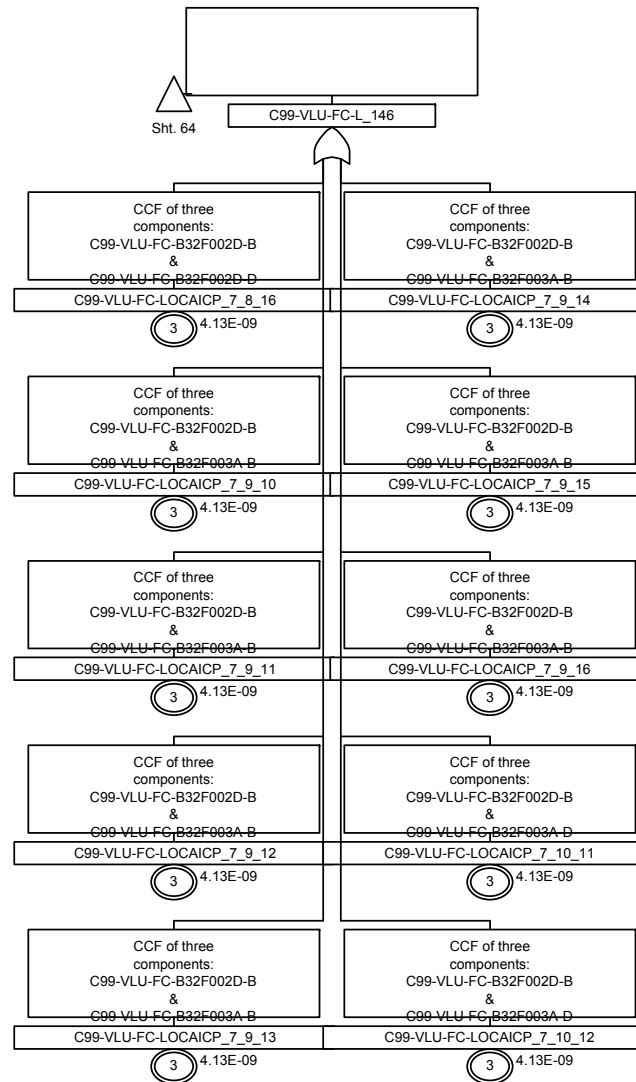 C99-VLU-FC-L_146
Sht. 64
CCF of three
components:
C99-VLU-FC-B32F002D-B
&
C99-VLU-FC-B32F002D-D
C99-VLU-FC-LOCAICP_7_8_16
3
4.13E-09
CCF of three
components:
C99-VLU-FC-B32F002D-B
&
C99-VLU-FC-B32F003A-B
C99-VLU-FC-LOCAICP_7_9_14
3
4.13E-09
CCF of three
components:
C99-VLU-FC-B32F002D-B
&
C99-VLU-FC-B32F003A-B
C99-VLU-FC-LOCAICP_7_9_10
3
4.13E-09
CCF of three
components:
C99-VLU-FC-B32F002D-B
&
C99-VLU-FC-B32F003A-B
C99-VLU-FC-LOCAICP_7_9_15
3
4.13E-09
CCF of three
components:
C99-VLU-FC-B32F002D-B
&
C99-VLU-FC-B32F003A-B
C99-VLU-FC-LOCAICP_7_9_11
3
4.13E-09
CCF of three
components:
C99-VLU-FC-B32F002D-B
&
C99-VLU-FC-B32F003A-B
C99-VLU-FC-LOCAICP_7_9_16
3
4.13E-09
CCF of three
components:
C99-VLU-FC-B32F002D-B
&
C99-VLU-FC-B32F003A-B
C99-VLU-FC-LOCAICP_7_9_12
3
4.13E-09
CCF of three
components:
C99-VLU-FC-B32F002D-B
&
C99-VLU-FC-B32F003A-D
C99-VLU-FC-LOCAICP_7_10_11
3
4.13E-09
CCF of three
components:
C99-VLU-FC-B32F002D-B
&
C99-VLU-FC-B32F003A-B
C99-VLU-FC-LOCAICP_7_9_13
3
4.13E-09
CCF of three
components:
C99-VLU-FC-B32F002D-B
&
C99-VLU-FC-B32F003A-D
C99-VLU-FC-LOCAICP_7_10_12
3
4.13E-09